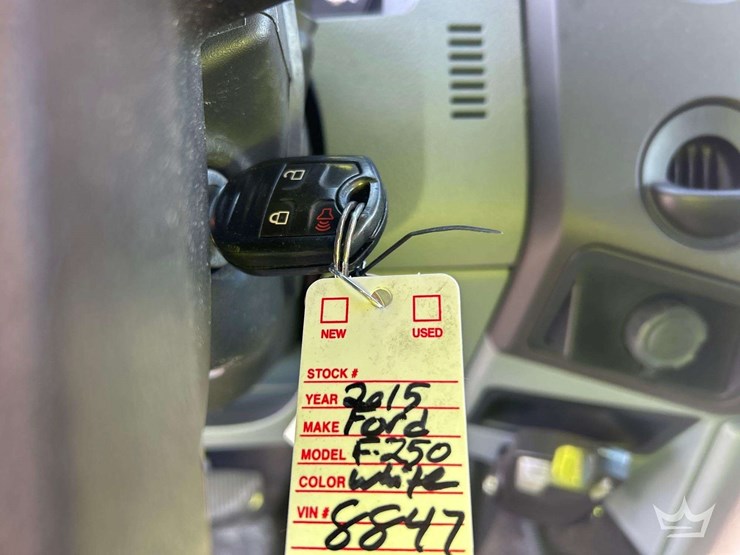 NEW USED
STOCK #
YEAR 2015
MAKE Ford
MODEL F-250
COLOR white
VIN # 8847